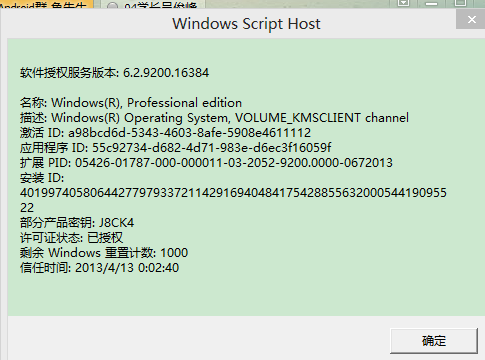 Android群 鱼先生
04学长吴俊峰
Windows Script Host
软件授权服务版本: 6.2.9200.16384
名称: Windows(R), Professional edition
描述: Windows(R) Operating System, VOLUME_KMSCLIENT channel
激活 ID: a98bcd6d-5343-4603-8afe-5908e4611112
应用程序 ID: 55c92734-d682-4d71-983e-d6ec3f16059f
扩展 PID: 05426-01787-000-000011-03-2052-9200.0000-0672013
安装 ID:
4019974058064427797933721142916940484175428855632000544190955
22
部分产品密钥: J8CK4
许可证状态: 已授权
剩余 Windows 重置计数: 1000
信任时间: 2013/4/13 0:02:40
确定